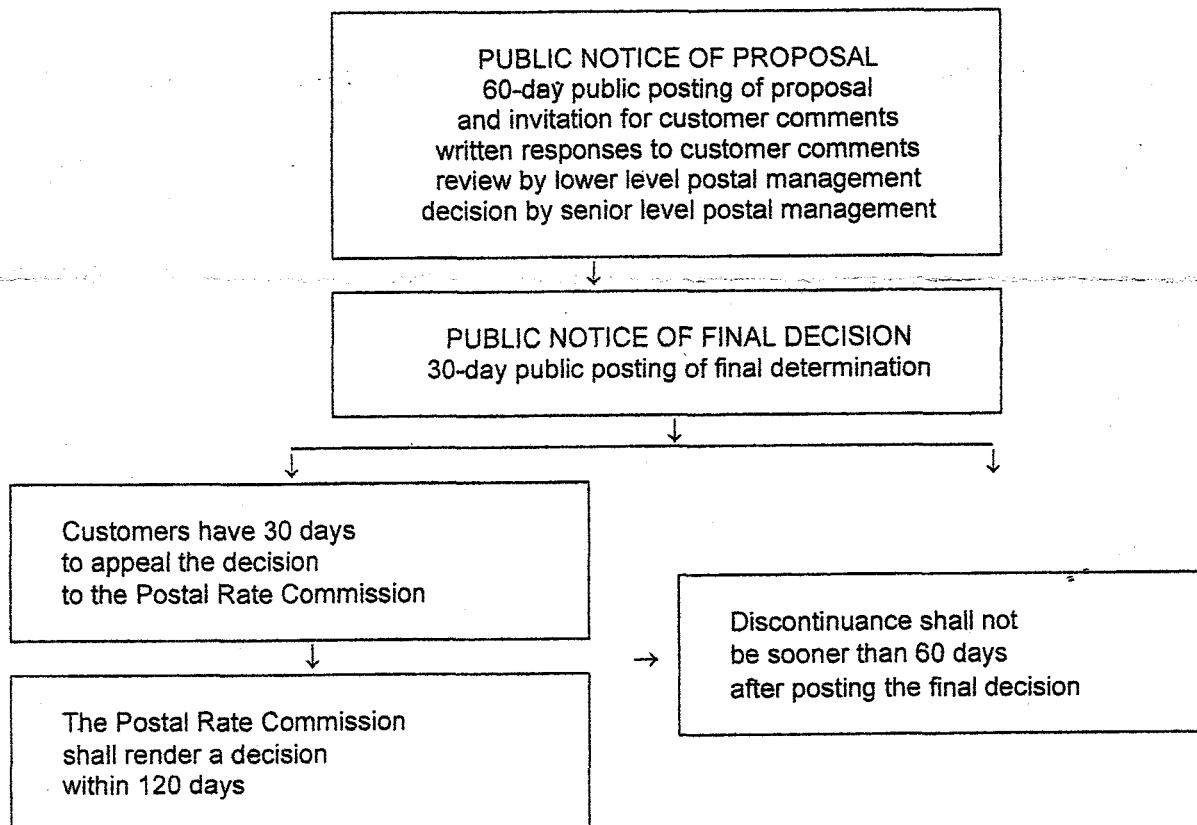 PUBLIC NOTICE OF PROPOSAL
60-day public posting of proposal
and invitation for customer comments
written responses to customer comments
review by lower level postal management
decision by senior level postal management
PUBLIC NOTICE OF FINAL DECISION
30-day public posting of final determination
Customers have 30 days
to appeal the decision
to the Postal Rate Commission
The Postal Rate Commission
shall render a decision
within 120 days
Discontinuance shall not
be sooner than 60 days
after posting the final decision